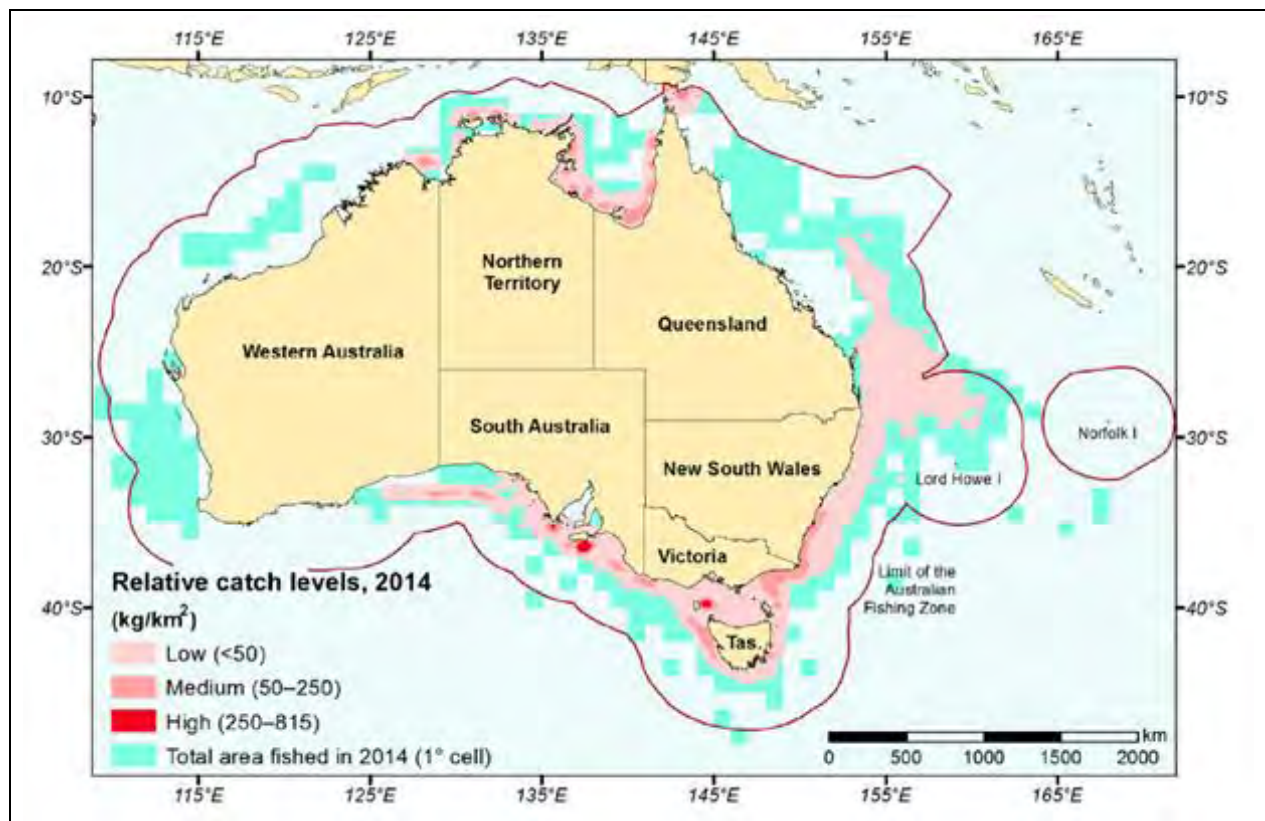 115°E 125°E 135°E 145°E 155°E 165°E
10°S 10°S
20°S 20°S
30°S 30°S
40°S 40°S
Northern
Territory
Queensland
Western Australia
South Australia
New South Wales
Victoria
Tas.
Norfolk I
Lord Howe I
Limit of the
Australian
Fishing Zone
Relative catch levels, 2014
(kg/km²)
Low (<50)
Medium (50–250)
High (250–815)
Total area fished in 2014 (1° cell)
km
0 500 1000 1500 2000
115°E 125°E 135°E 145°E 155°E 165°E